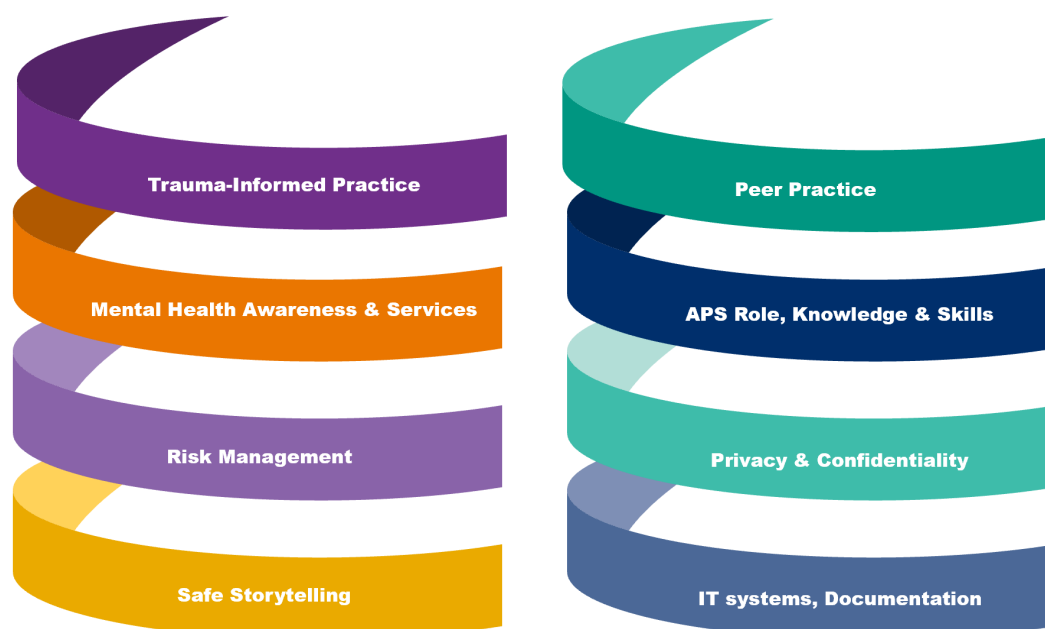 Trauma-Informed Practice
Mental Health Awareness & Services
Risk Management
Safe Storytelling
Peer Practice
APS Role, Knowledge & Skills
Privacy & Confidentiality
IT systems, Documentation